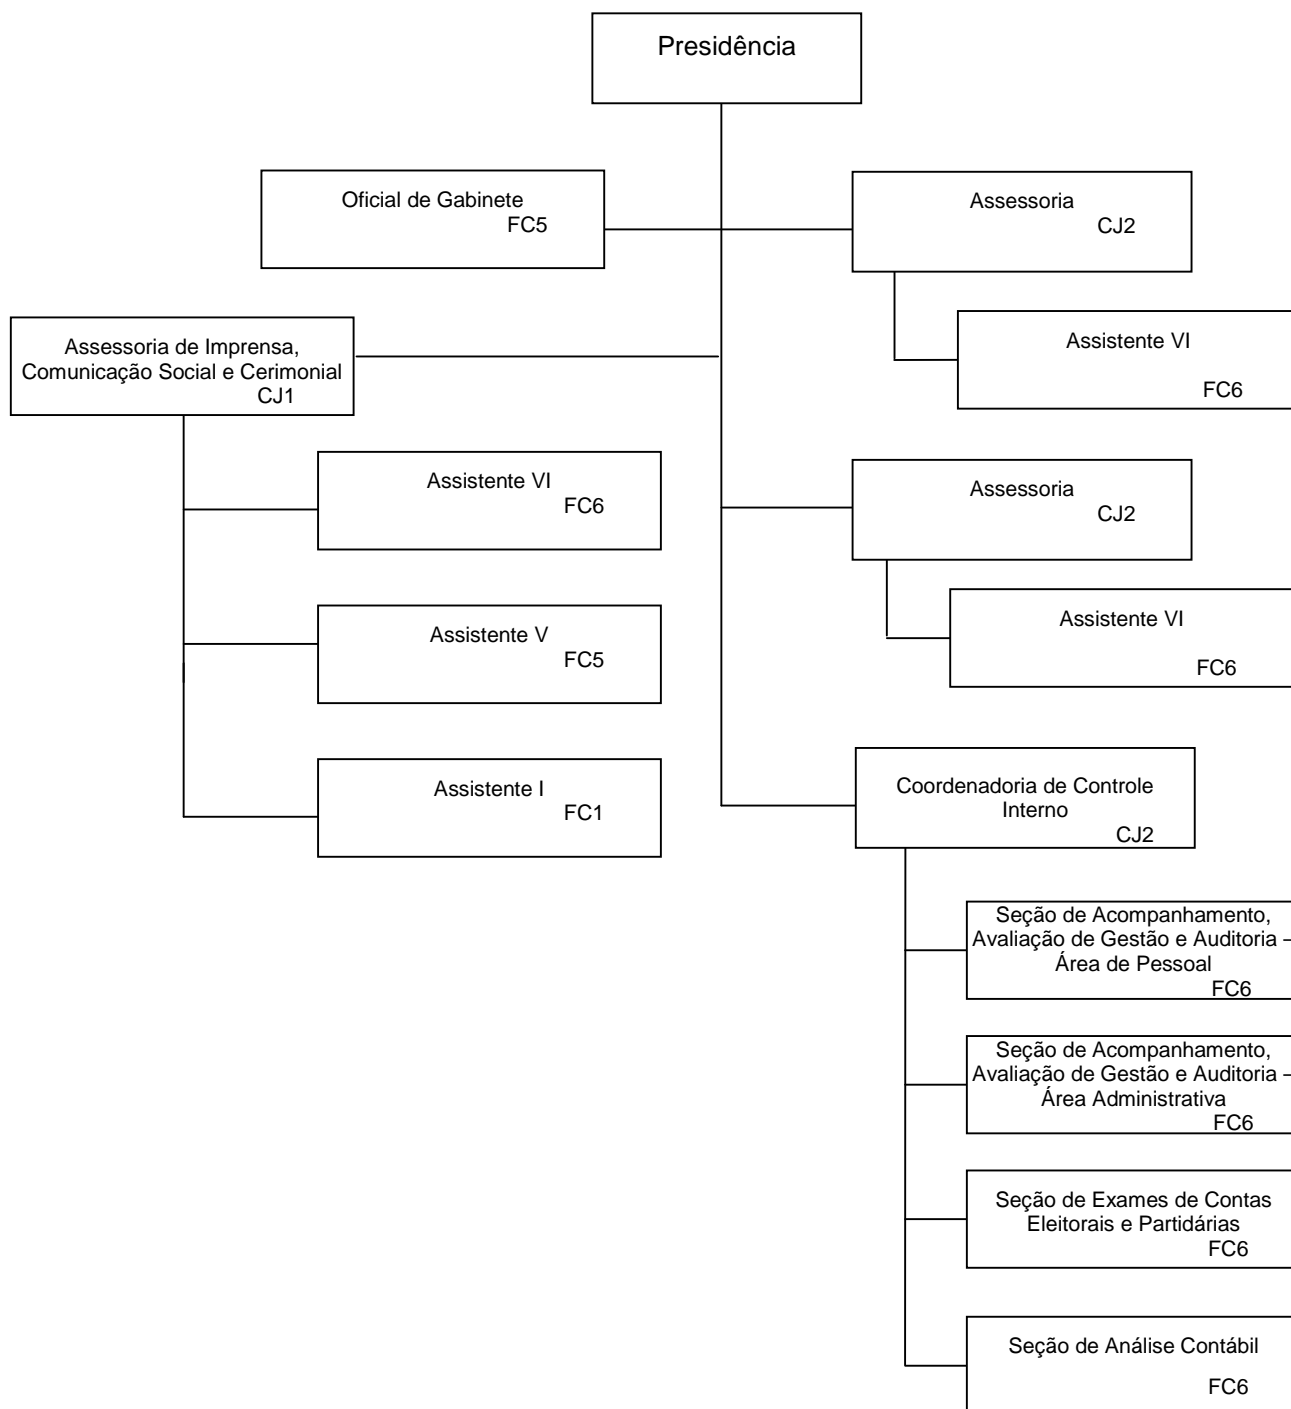 Presidência
Oficial de Gabinete
FC5
Assessoria
CJ2
Assistente VI
FC6
Assessoria de Imprensa,
Comunicação Social e Cerimonial
CJ1
Assistente VI
FC6
Assistente V
FC5
Assistente I
FC1
Assessoria
CJ2
Assistente VI
FC6
Coordenadoria de Controle
Interno
CJ2
Seção de Acompanhamento,
Avaliação de Gestão e Auditoria –
Área de Pessoal
FC6
Seção de Acompanhamento,
Avaliação de Gestão e Auditoria –
Área Administrativa
FC6
Seção de Exames de Contas
Eleitorais e Partidárias
FC6
Seção de Análise Contábil
FC6